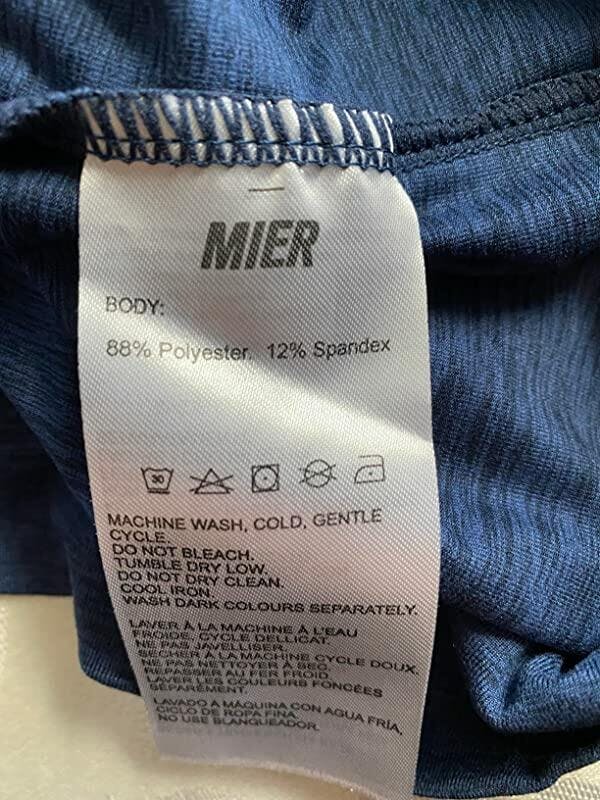 MIER
BODY:
88% Polyester, 12% Spandex
30
MACHINE WASH, COLD, GENTLE
CYCLE.
DO NOT BLEACH.
TUMBLE DRY LOW.
DO NOT DRY CLEAN.
COOL IRON.
WASH DARK COLOURS SEPARATELY.
LAVER À LA MACHINE À L'EAU
FROIDE, CYCLE DELLICAT.
NE PAS JAVELLISER.
SÉCHER À LA MACHINE CYCLE DOUX.
NE PAS NETTOYER À SEC.
REPASSER AU FER FROID.
LAVER LES COULEURS FONCÉES
SÉPARÉMENT.
LAVADO A MÁQUINA CON AGUA FRÍA,
CICLO DE ROPA FINA.
NO USE BLANQUEADOR.